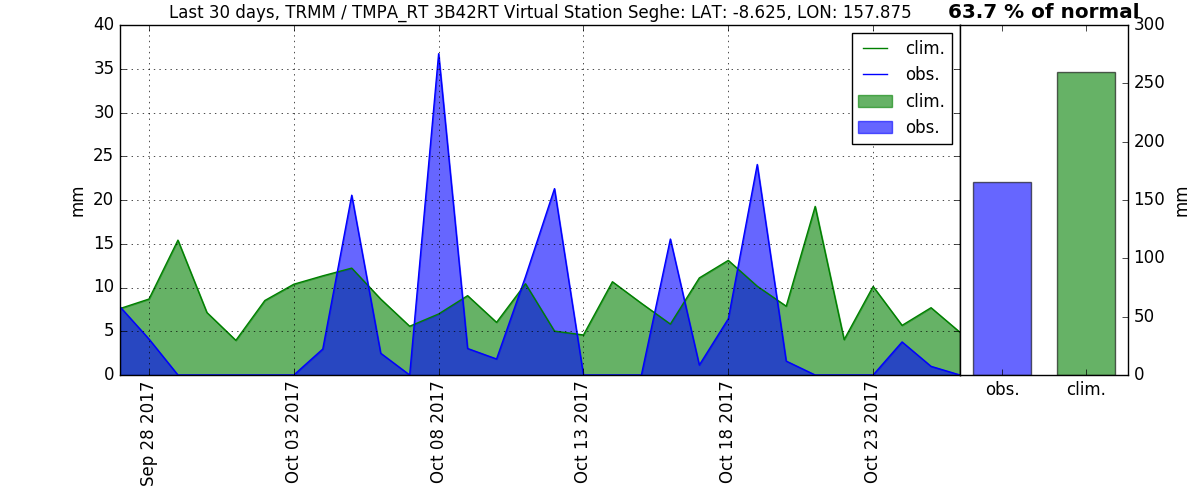 Last 30 days, TRMM / TMPA_RT 3B42RT Virtual Station Seghe: LAT: -8.625, LON: 157.875
63.7 % of normal
40
35
30
25
20
15
10
5
0
mm
clim.
obs.
clim.
obs.
Sep 28 2017
Oct 03 2017
Oct 08 2017
Oct 13 2017
Oct 18 2017
Oct 23 2017
300
250
200
150
100
50
0
mm
obs.
clim.